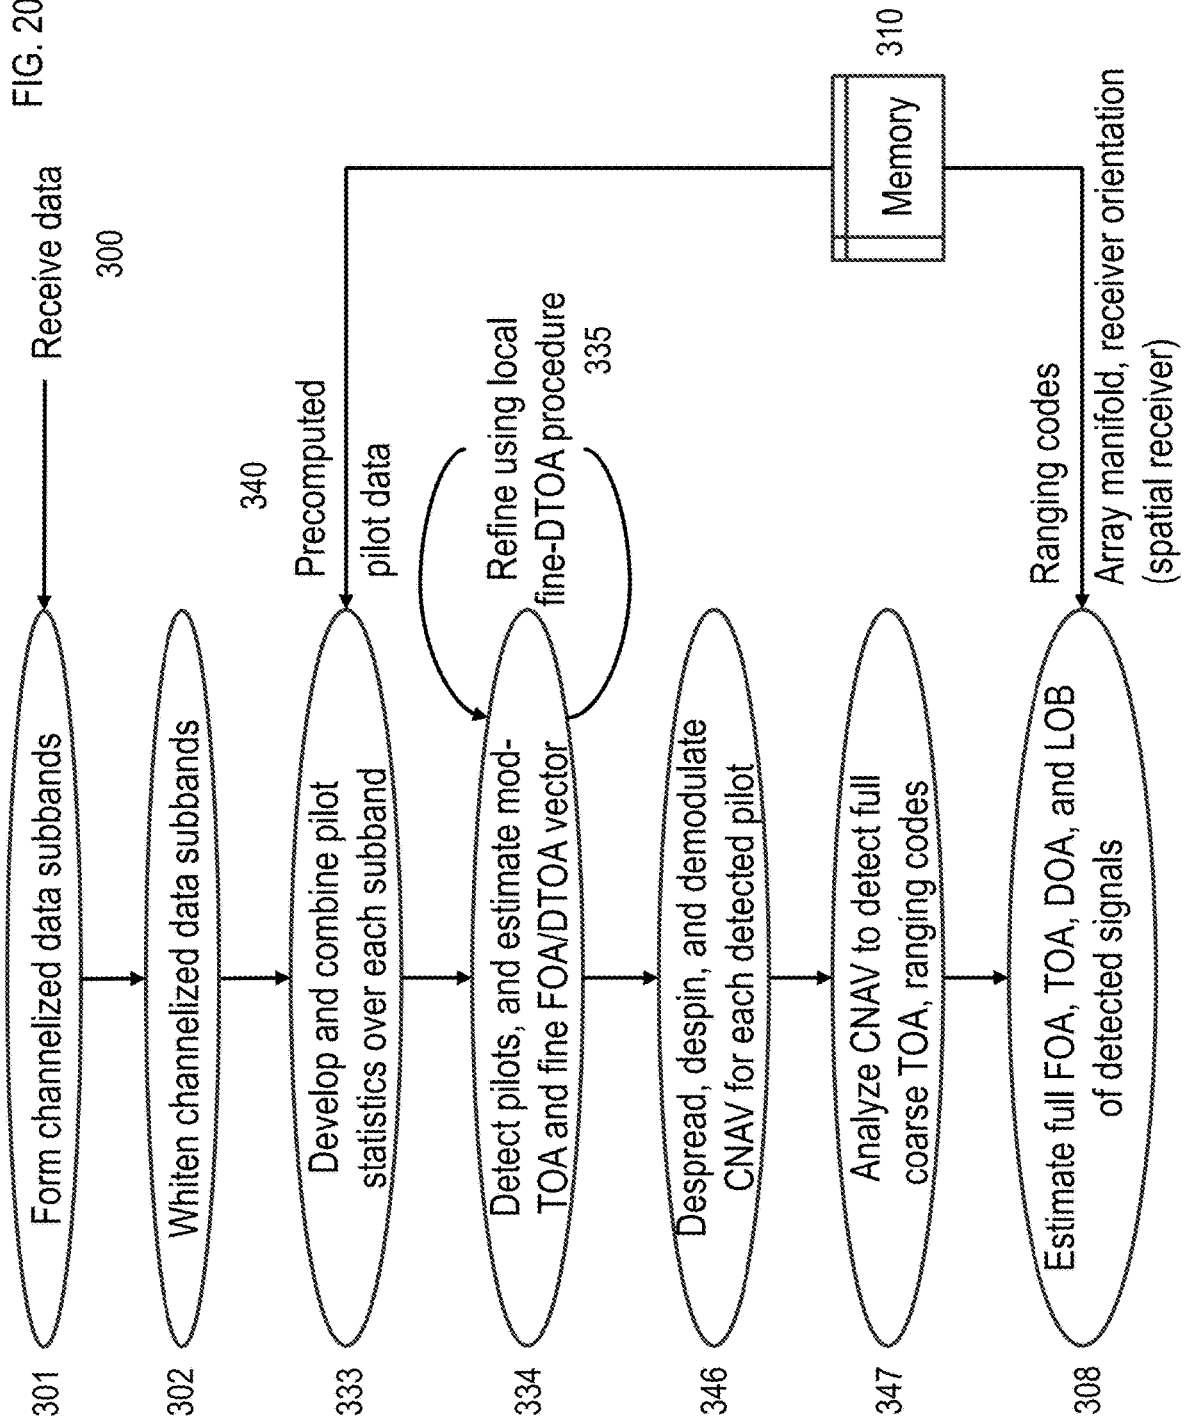 FIG. 20
Receive data
300
301
Form channelized data subbands
302
Whiten channelized data subbands
340
Precomputed
pilot data
333
Develop and combine pilot
statistics over each subband
334
Detect pilots, and estimate mod-
TOA and fine FOA/DTOA vector
Refine using local
fine-DTOA procedure
335
346
Despread, despin, and demodulate
CNAV for each detected pilot
347
Analyze CNAV to detect full
coarse TOA, ranging codes
Memory
310
308
Estimate full FOA, TOA, DOA, and LOB
of detected signals
Ranging codes
Array manifold, receiver orientation
(spatial receiver)